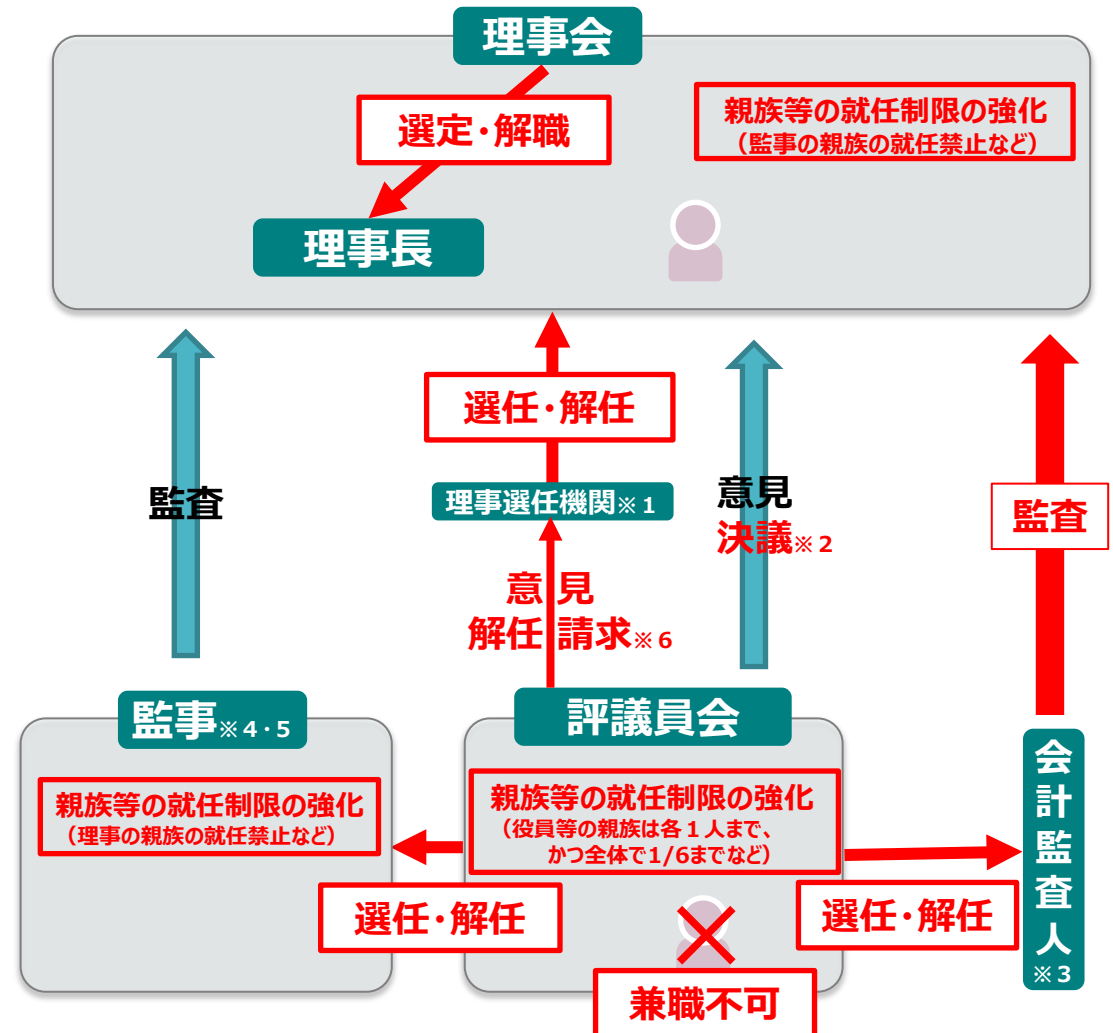 理事会
選定・解職
親族等の就任制限の強化
（監事の親族の就任禁止など）
理事長
選任・解任
監査
理事選任機関※１
意見
決議※２
監査
意見
解任請求※６
監事※４・５
評議員会
会計監査人※３
親族等の就任制限の強化
（理事の親族の就任禁止など）
親族等の就任制限の強化
（役員等の親族は各１人まで、
かつ全体で1/6までなど）
選任・解任
選任・解任
兼職不可